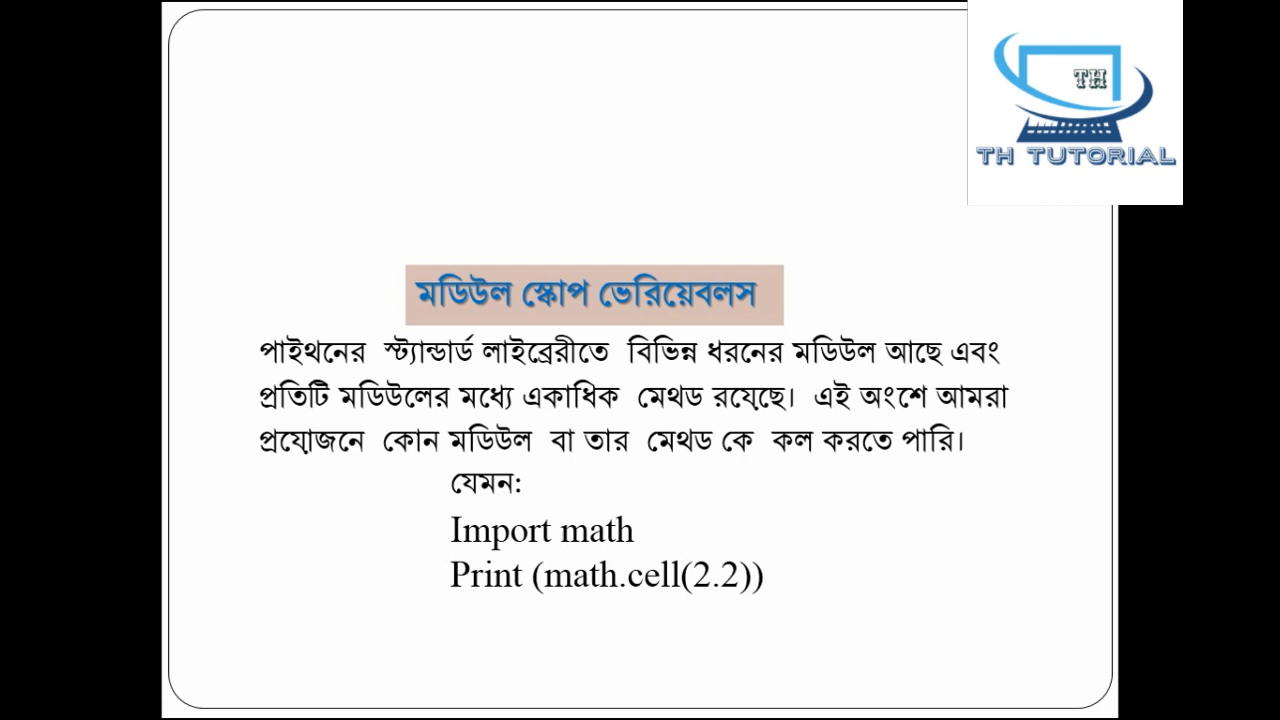 TH
TH TUTORIAL
মডিউল স্কোপ ভেরিয়েবলস
পাইথনের স্ট্যান্ডার্ড লাইব্রেরীতে বিভিন্ন ধরনের মডিউল আছে এবং
প্রতিটি মডিউলের মধ্যে একাধিক মেথড রয়েছে। এই অংশে আমরা
প্রয়োজনে কোন মডিউল বা তার মেথড কে কল করতে পারি।
যেমন:
Import math
Print (math.cell(2.2))